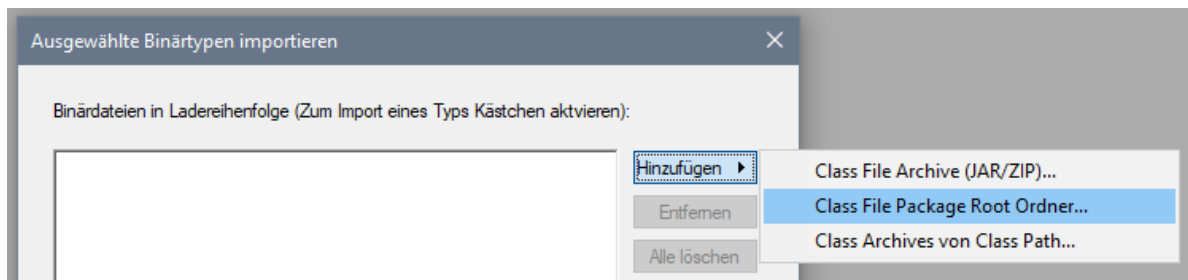 Ausgewählte Binärtypen importieren
Binärdateien in Ladereihenfolge (Zum Import eines Typs Kästchen aktvieren):
Hinzufügen
Class File Archive (JAR/ZIP)...
Class File Package Root Ordner...
Entfernen
Class Archives von Class Path...
Alle löschen